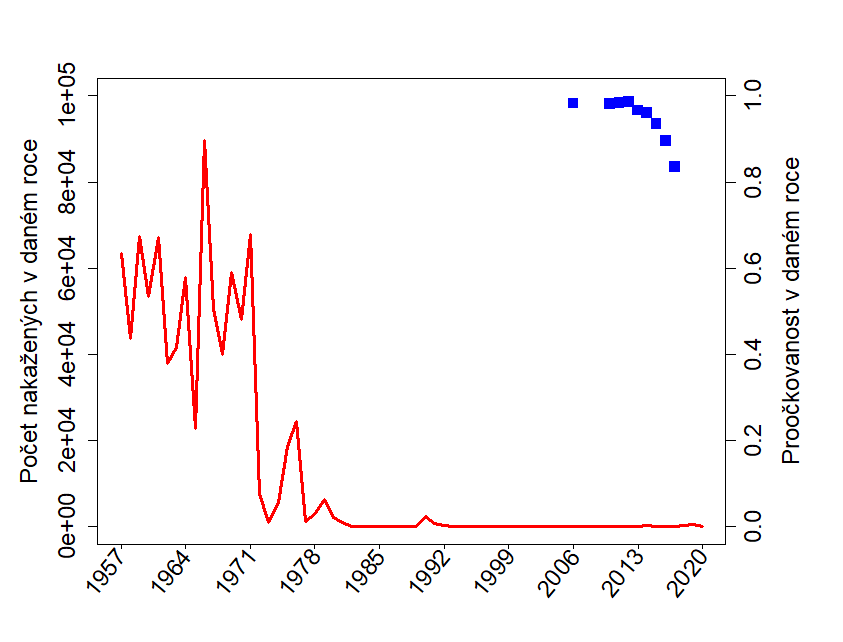 Počet nakažených v daném roce
1e+05
8e+04
6e+04
4e+04
2e+04
0e+00
1.0
0.8
0.6
0.4
0.2
0.0
Proočkovanost v daném roce
1957
1964
1971
1978
1985
1992
1999
2006
2013
2020